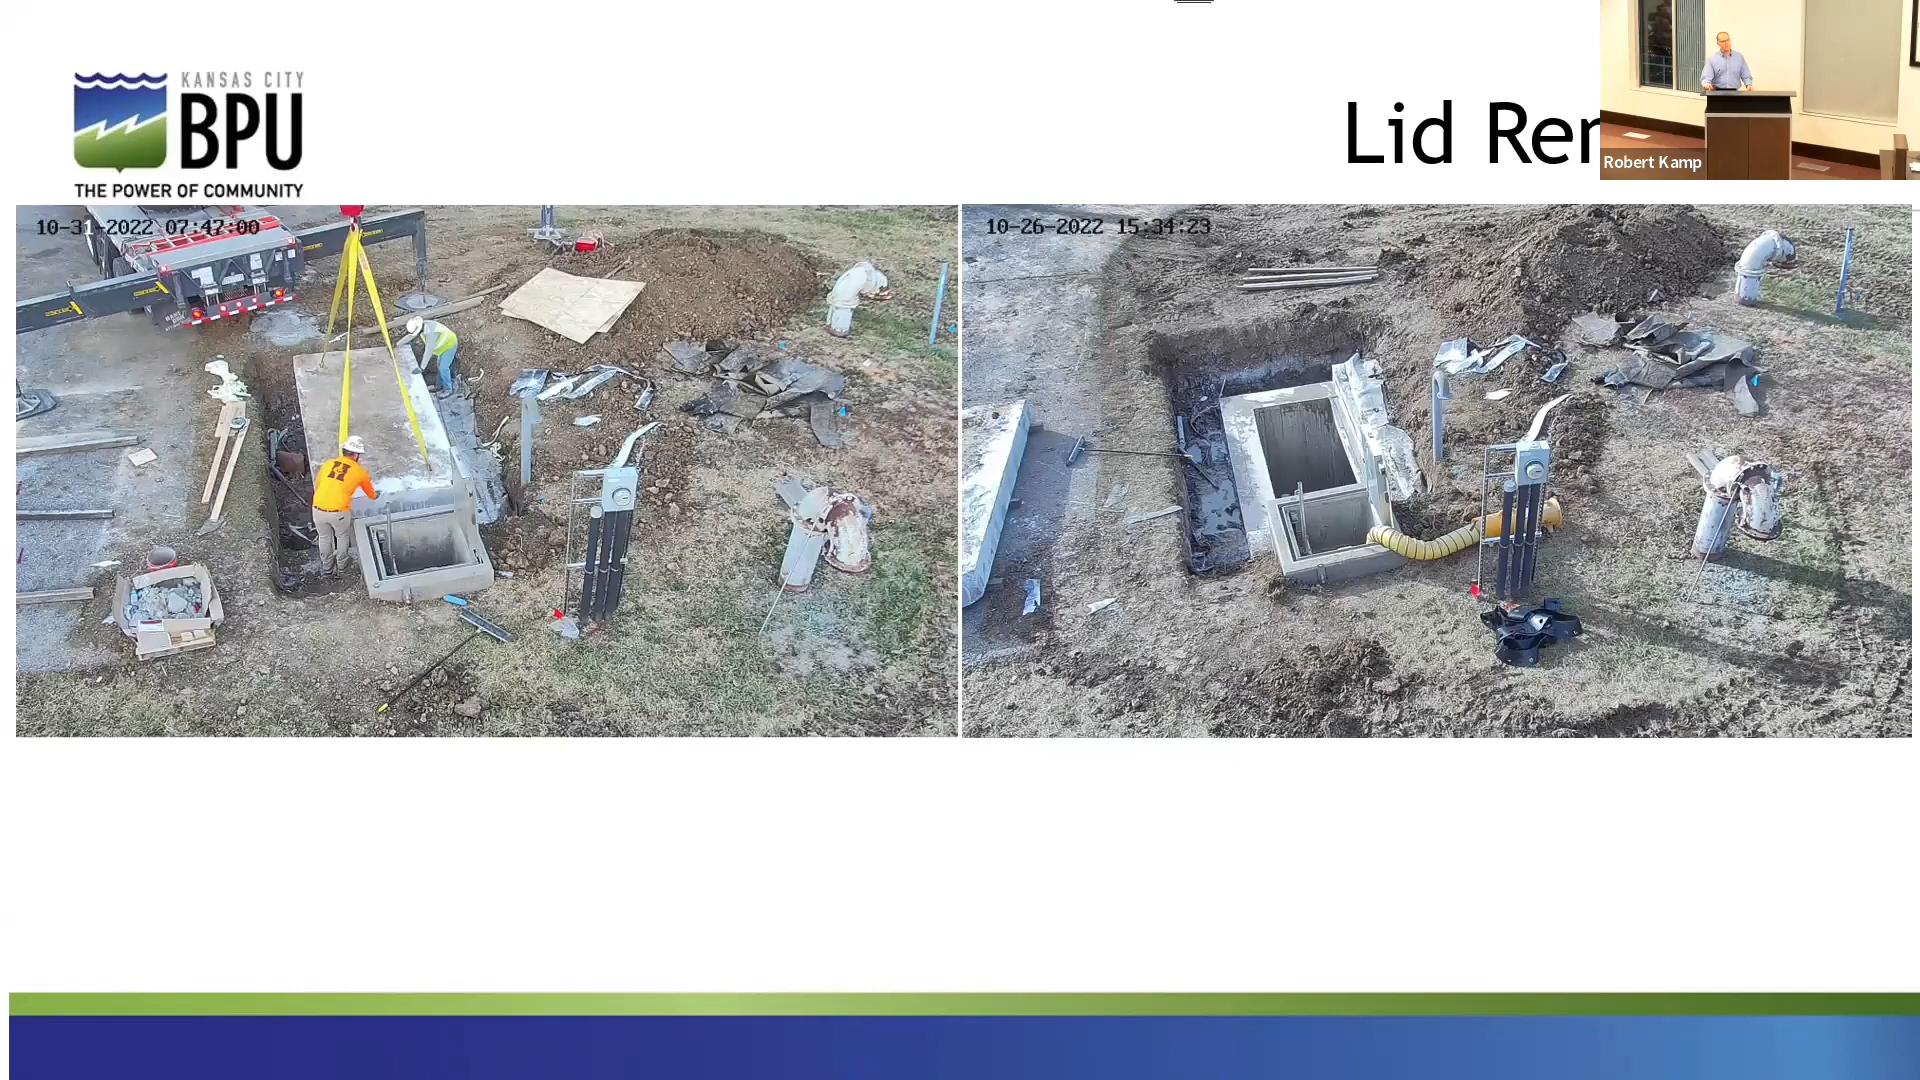 KANSAS CITY
BPU
THE POWER OF COMMUNITY
Lid Rem
Robert Kamp
10-31-2022 07:47:00
10-26-2022 15:34:23
H